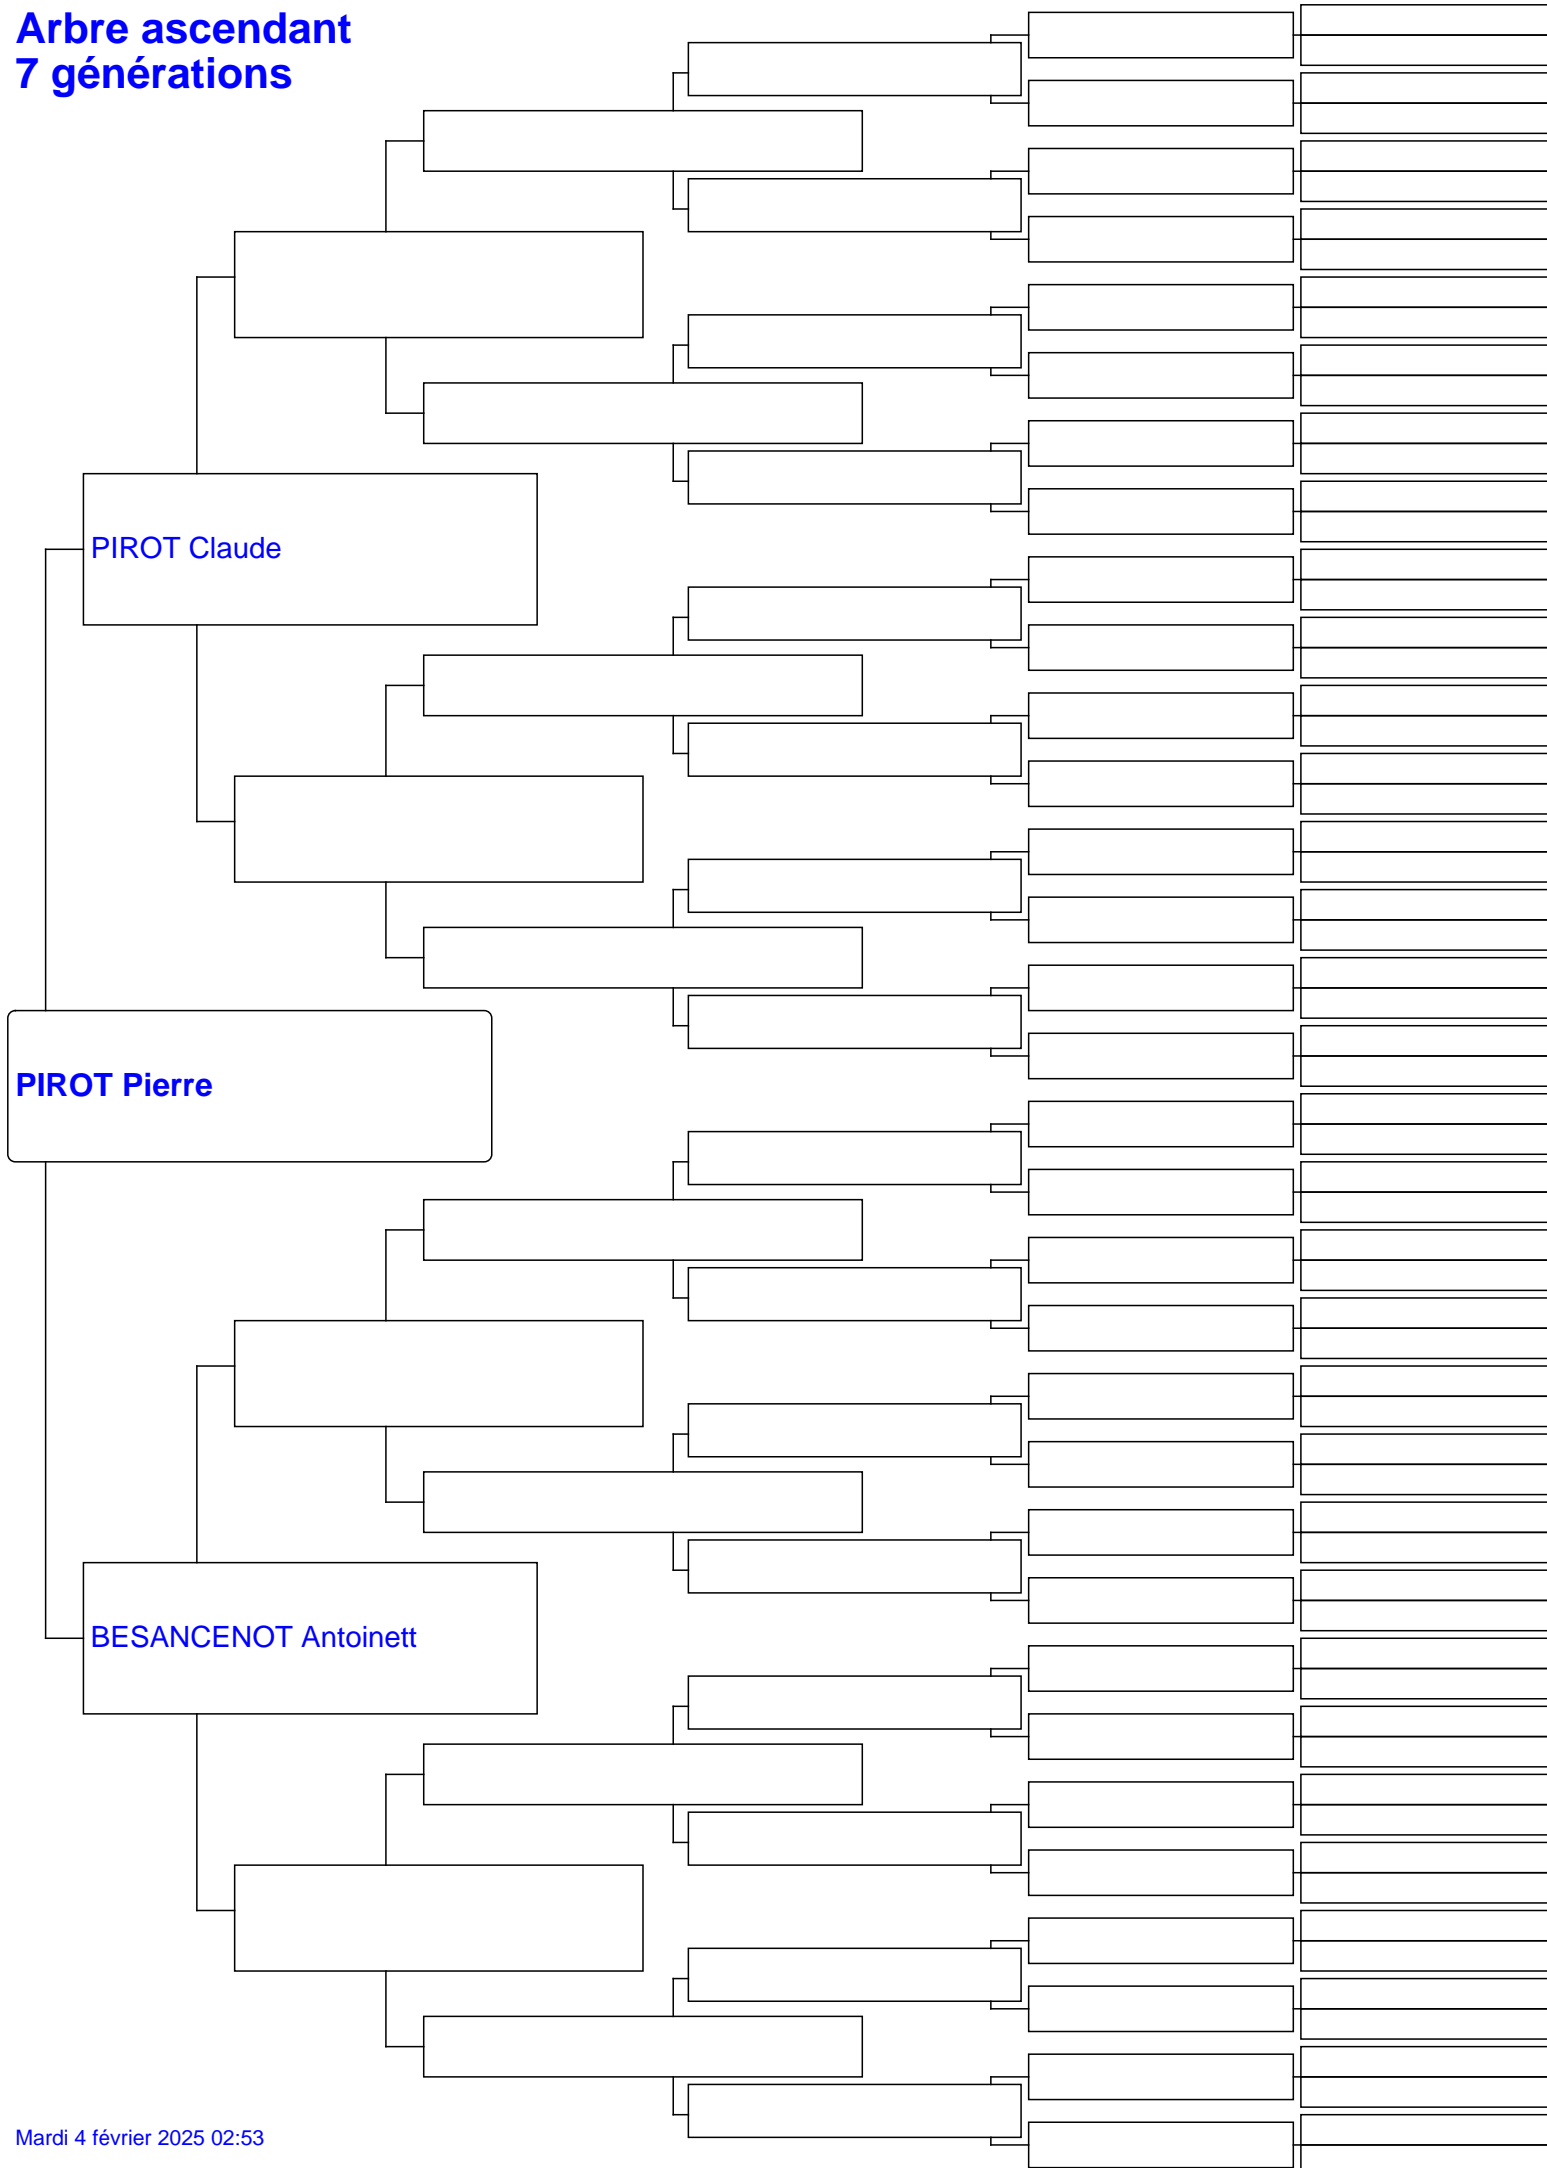 Arbre ascendant
7 générations
PIROT Claude
PIROT Pierre
BESANCENOT Antoinett
Mardi 4 février 2025 02:53